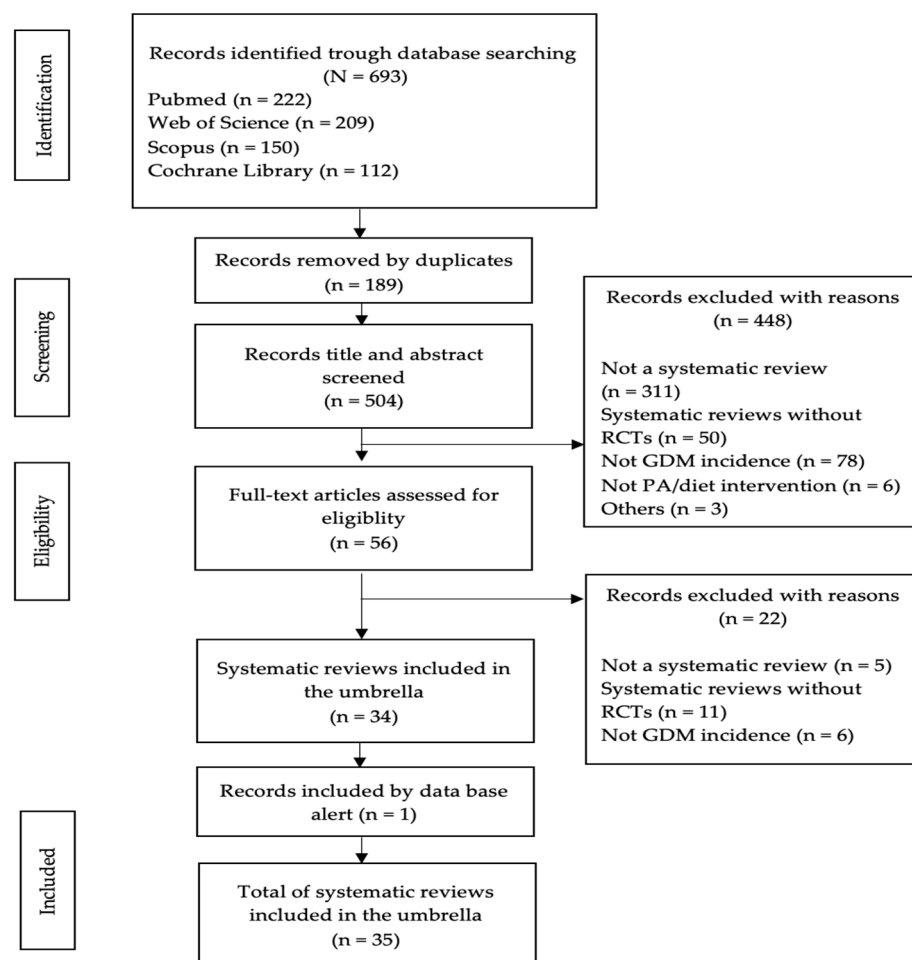 Identification
Records identified trough database searching
(N = 693)
Pubmed (n = 222)
Web of Science (n = 209)
Scopus (n = 150)
Cochrane Library (n = 112)
Records removed by duplicates
(n = 189)
Screening
Records title and abstract
screened
(n = 504)
Records excluded with reasons
(n = 448)
Not a systematic review
(n = 311)
Systematic reviews without
RCTs (n = 50)
Not GDM incidence (n = 78)
Not PA/diet intervention (n = 6)
Others (n = 3)
Eligibility
Full-text articles assessed for
eligiblity
(n = 56)
Records excluded with reasons
(n = 22)
Not a systematic review (n = 5)
Systematic reviews without
RCTs (n = 11)
Not GDM incidence (n = 6)
Systematic reviews included in
the umbrella
(n = 34)
Records included by data base
alert (n = 1)
Included
Total of systematic reviews
included in the umbrella
(n = 35)